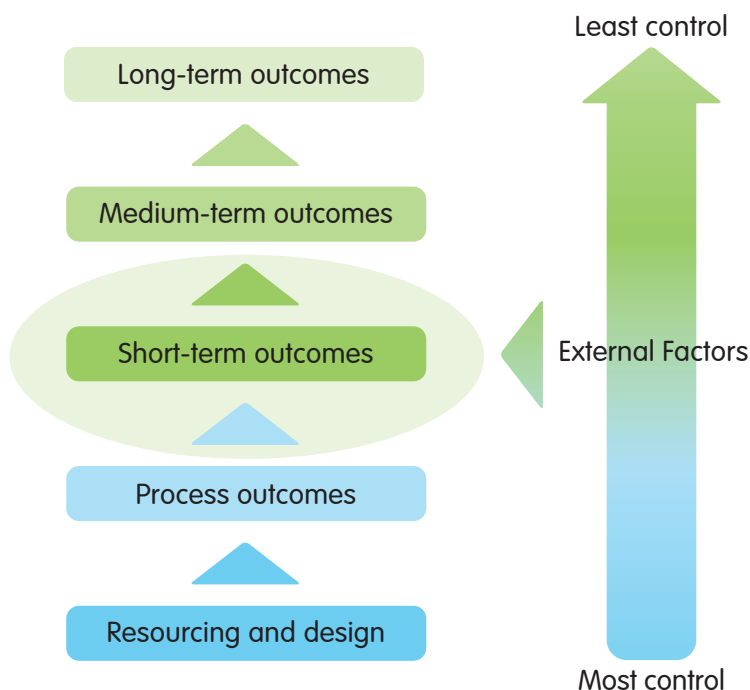 Least control
Long-term outcomes
Medium-term outcomes
Short-term outcomes
External Factors
Process outcomes
Resourcing and design
Most control